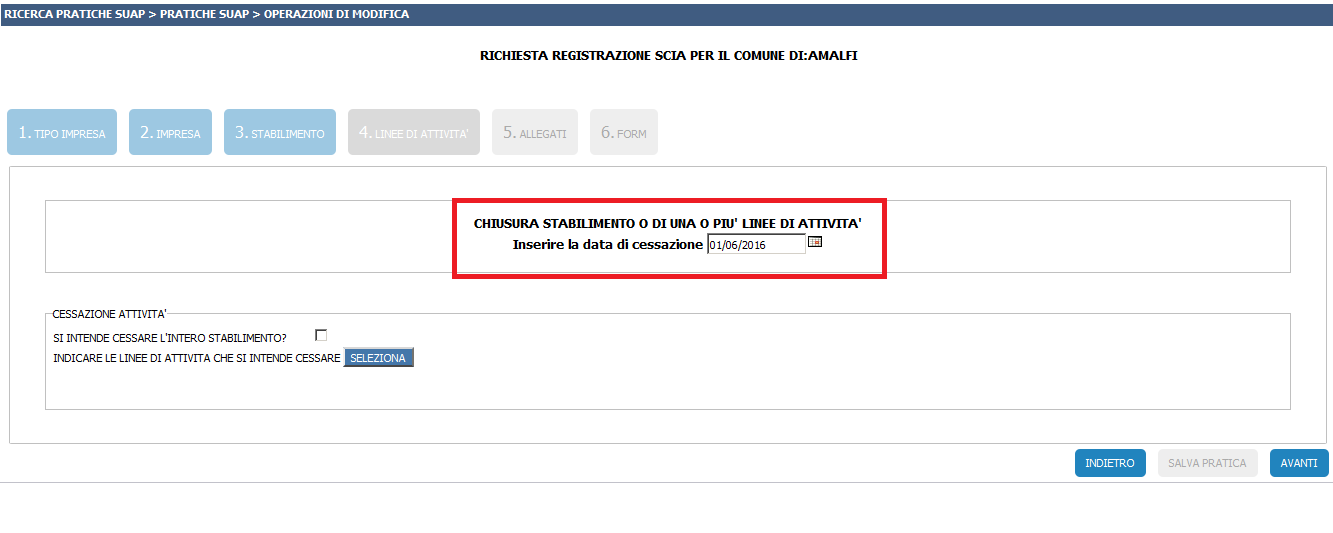 RICERCA PRATICHE SUAP > PRATICHE SUAP > OPERAZIONI DI MODIFICA
RICHIESTA REGISTRAZIONE SCIA PER IL COMUNE DI:AMALFI
1. TIPO IMPRESA 2. IMPRESA 3. STABILIMENTO 4. LINEE DI ATTIVITA' 5. ALLEGATI 6. FORM
CHIUSURA STABILIMENTO O DI UNA O PIU' LINEE DI ATTIVITA'
Inserire la data di cessazione 01/06/2016
CESSAZIONE ATTIVITA'
SI INTENDE CESSARE L'INTERO STABILIMENTO?
INDICARE LE LINEE DI ATTIVITA CHE SI INTENDE CESSARE SELEZIONA
INDIETRO SALVA PRATICA AVANTI